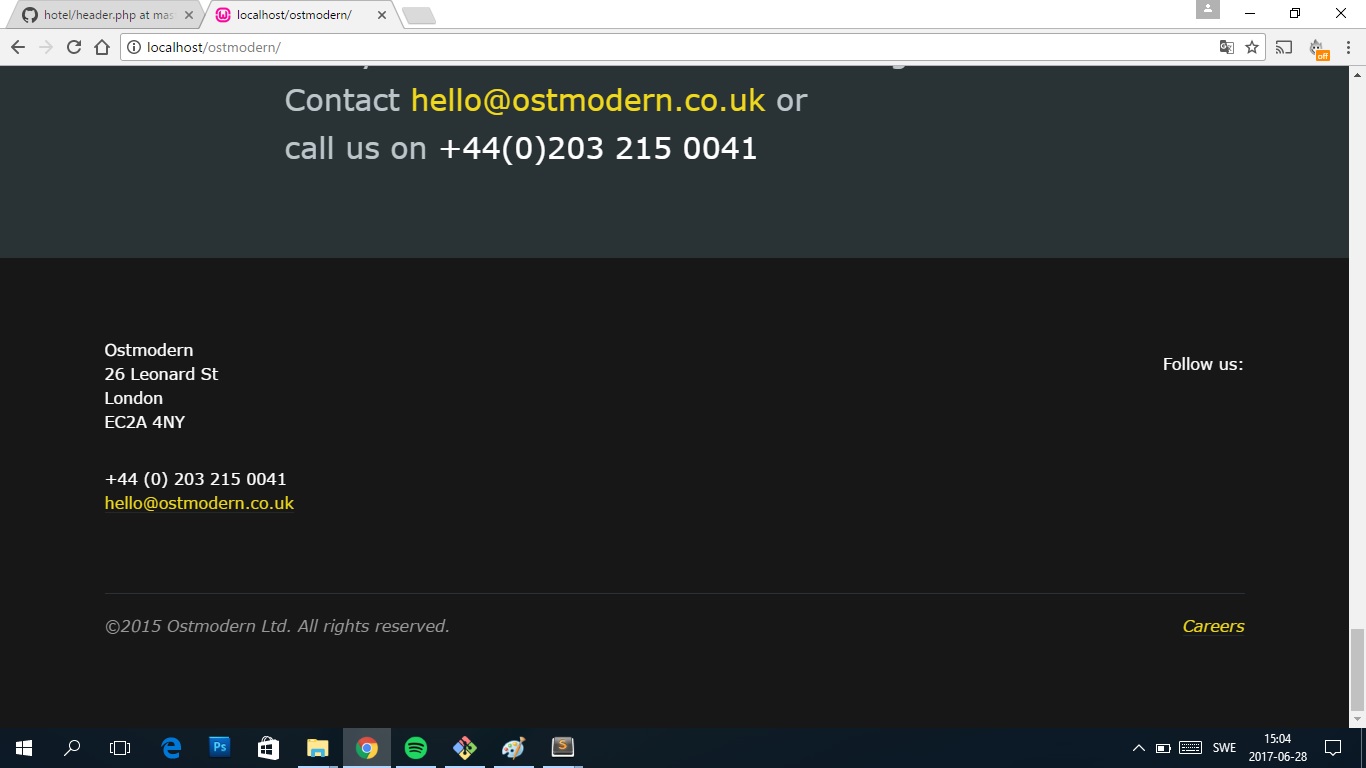 hotel/header.php at mas
localhost/ostmodern/
localhost/ostmodern/
off
Contact hello@ostmodern.co.uk or
call us on +44(0)203 215 0041
Ostmodern
26 Leonard St
London
EC2A 4NY
Follow us:
+44 (0) 203 215 0041
hello@ostmodern.co.uk
©2015 Ostmodern Ltd. All rights reserved.
Careers
Ps
SWE
15:04
2017-06-28